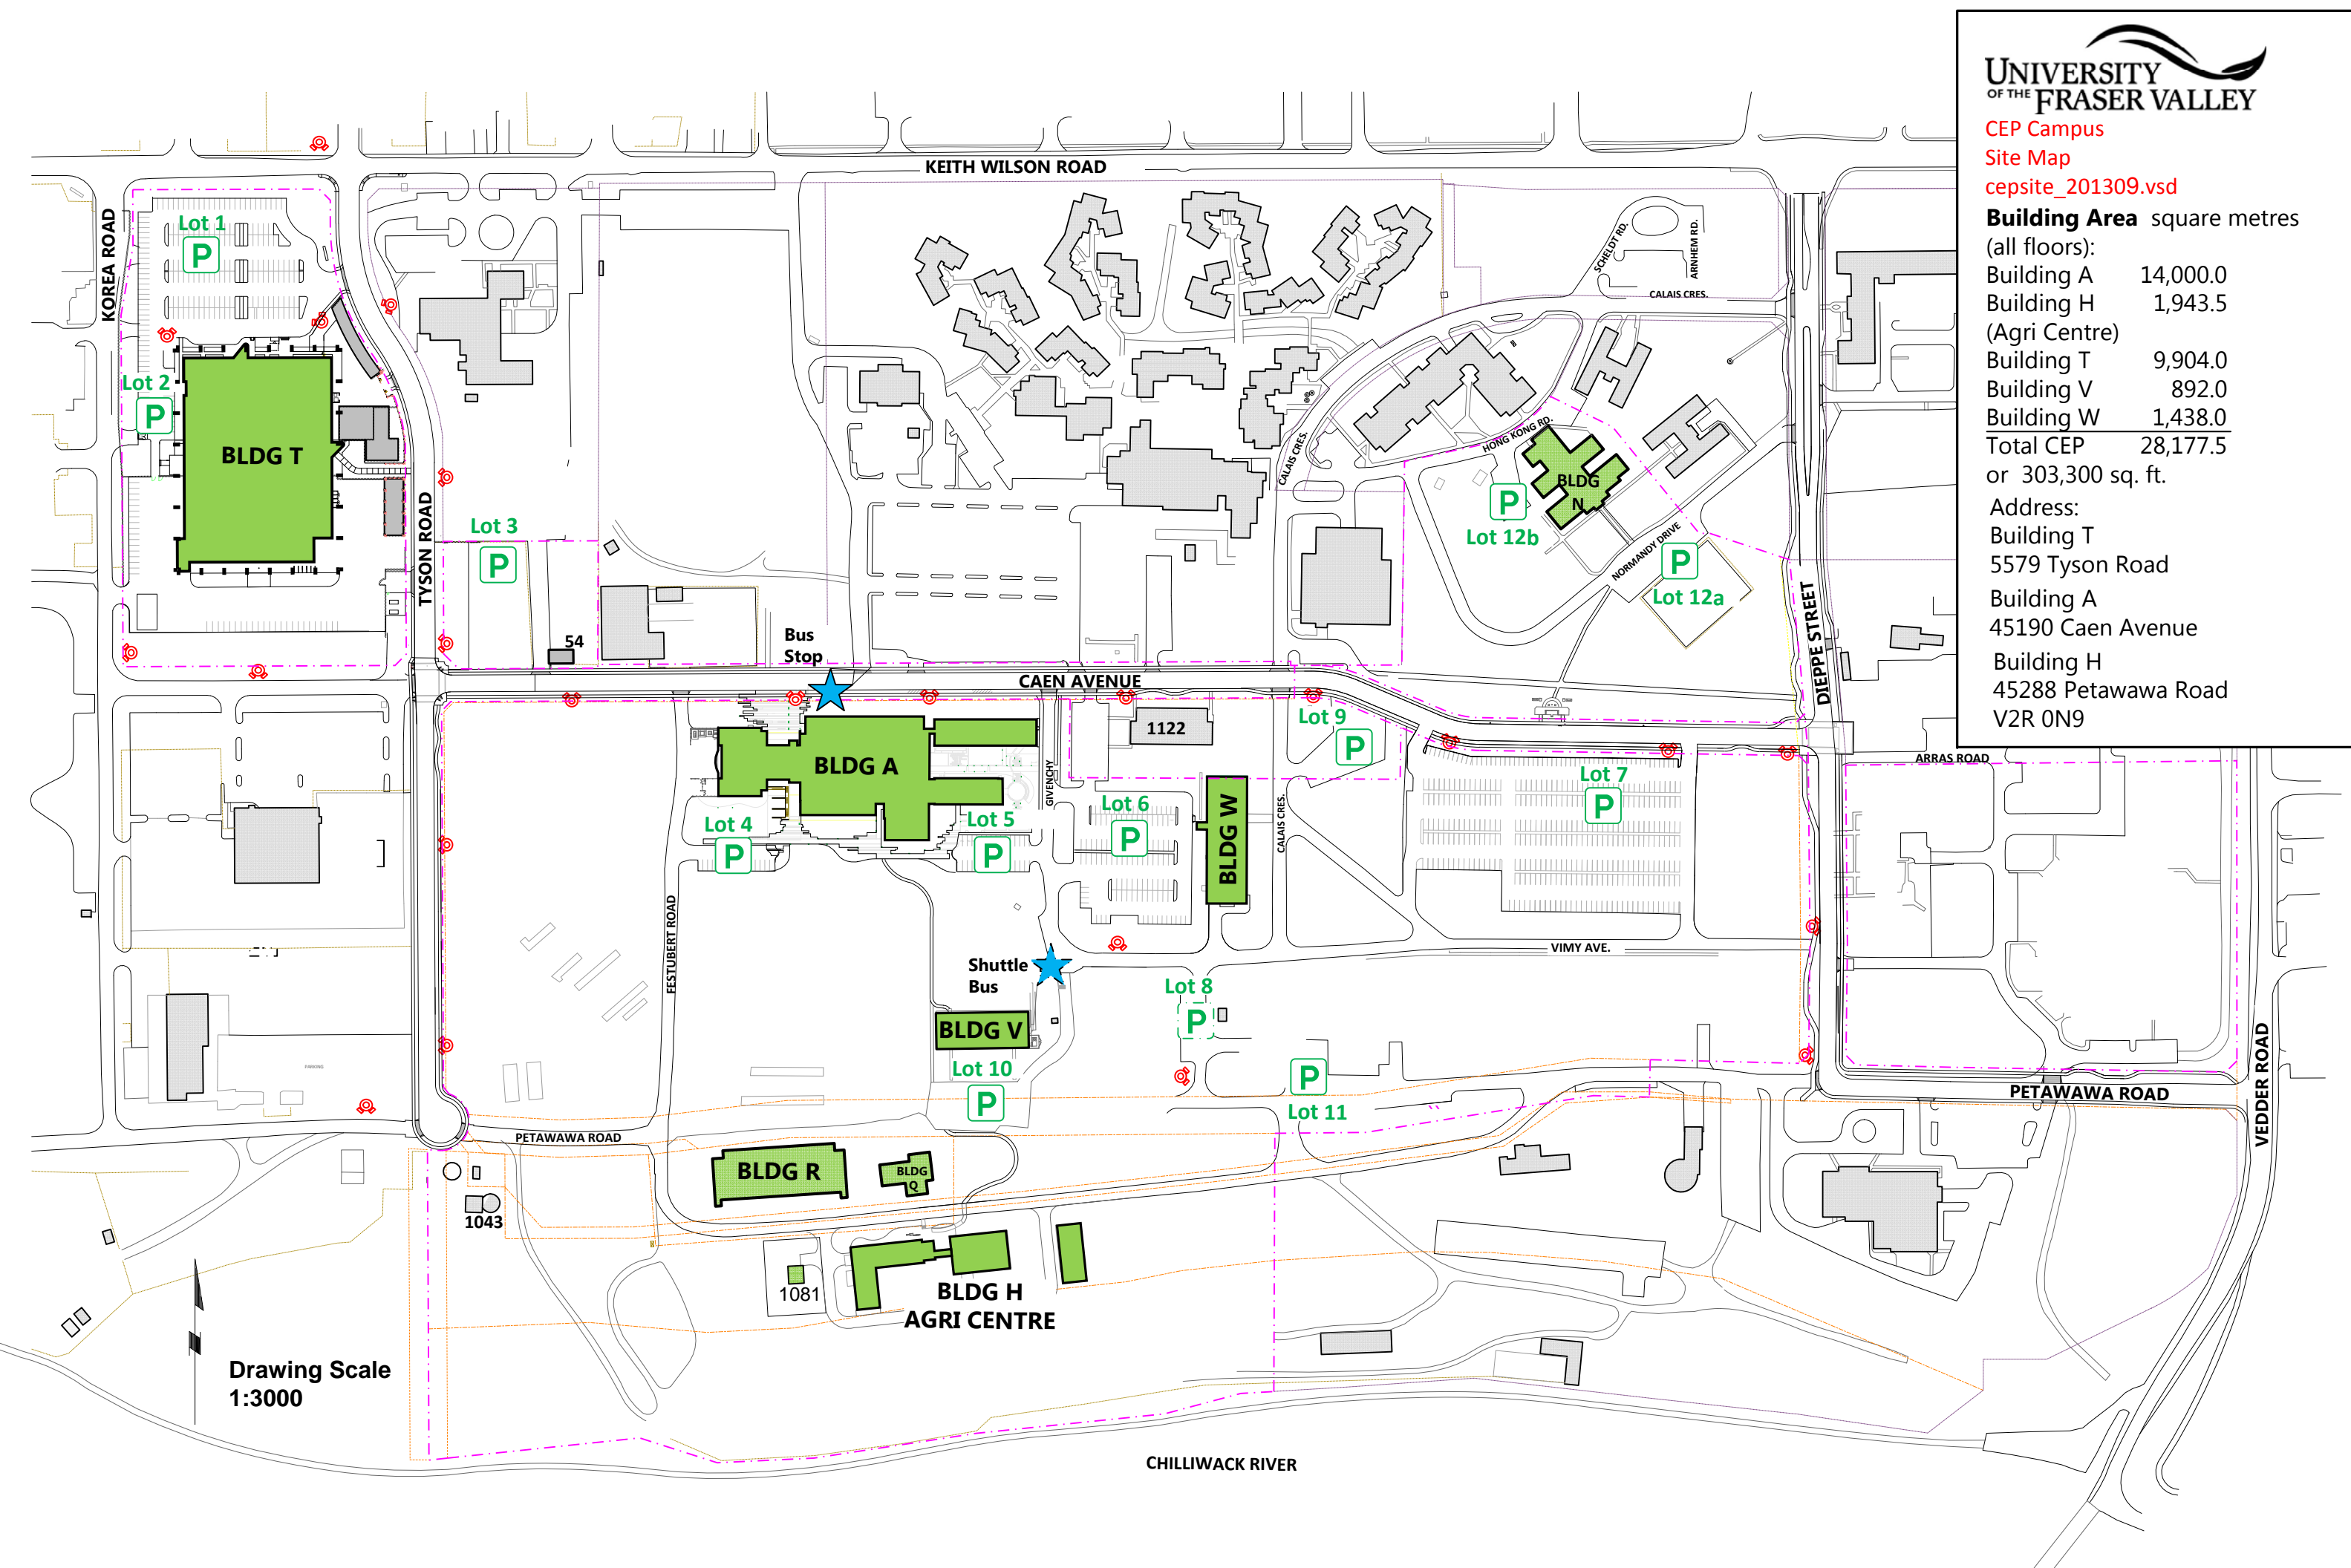 UNIVERSITY
OF THE FRASER VALLEY
CEP Campus
Site Map
cepsite_201309.vsd
Building Area square metres
(all floors):
Building A 14,000.0
Building H 1,943.5
(Agri Centre)
Building T 9,904.0
Building V 892.0
Building W 1,438.0
Total CEP 28,177.5
or 303,300 sq. ft.
Address:
Building T
5579 Tyson Road
Building A
45190 Caen Avenue
Building H
45288 Petawawa Road
V2R 0N9
KEITH WILSON ROAD
KOREA ROAD
Lot 1
P
Lot 2
P
BLDG T
TYSON ROAD
Lot 3
P
54
SCHELDT RD.
ARNHEM RD.
CALAIS CRES.
CALAIS CRES.
HONG KONG RD.
BLDG
N
P
Lot 12b
NORMANDY DRIVE
P
Lot 12a
DIEPPE STREET
Bus
Stop
CAEN AVENUE
BLDG A
GIVENCHY
1122
Lot 9
P
ARRAS ROAD
Lot 4
P
Lot 5
P
Lot 6
P
BLDG W
CALAIS CRES.
Lot 7
P
FESTUBERT ROAD
VIMY AVE.
Shuttle
Bus
Lot 8
P
BLDG V
Lot 10
P
P
Lot 11
PARKING
PETAWAWA ROAD
VEDDER ROAD
PETAWAWA ROAD
BLDG R
BLDG
Q
1043
1081
BLDG H
AGRI CENTRE
Drawing Scale
1:3000
CHILLIWACK RIVER